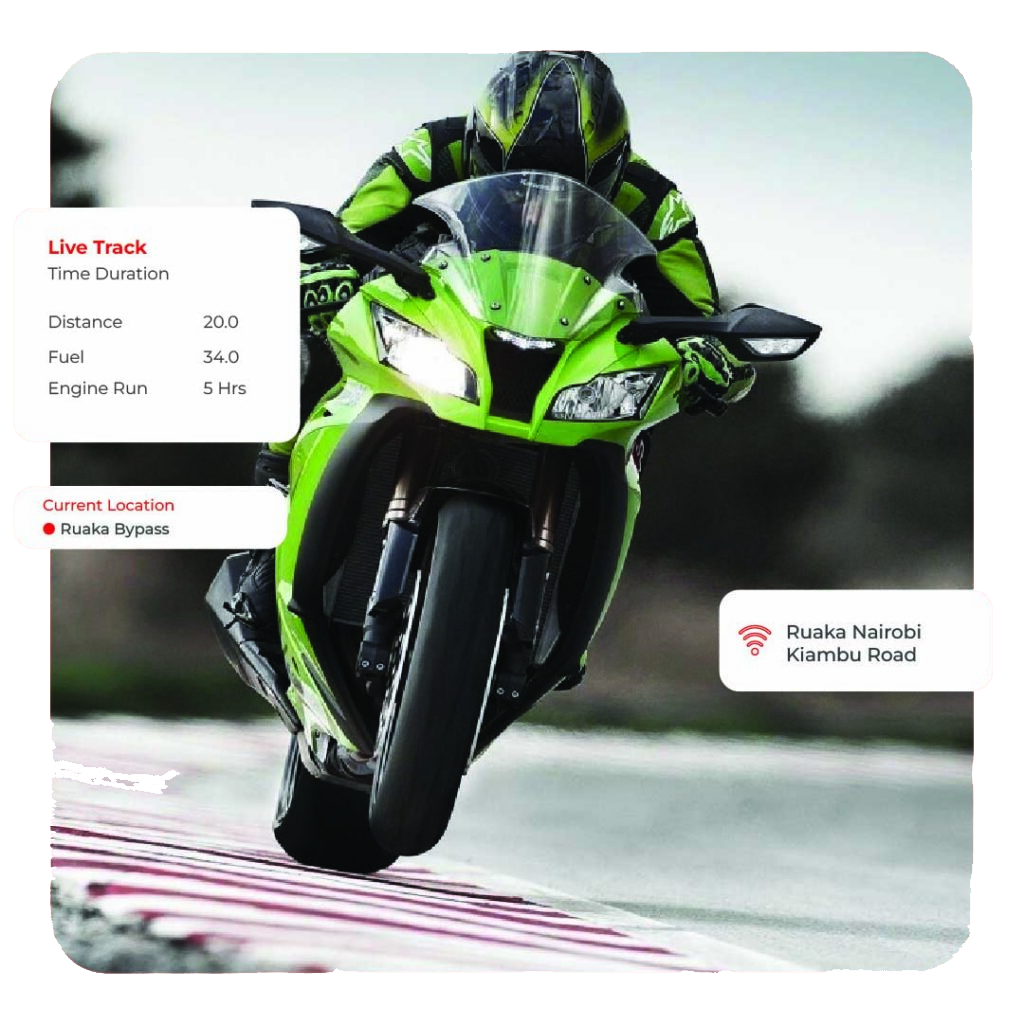 Live Track
Time Duration
Distance 20.0
Fuel 34.0
Engine Run 5 Hrs
Current Location
Ruaka Bypass
Ruaka Nairobi
Kiambu Road